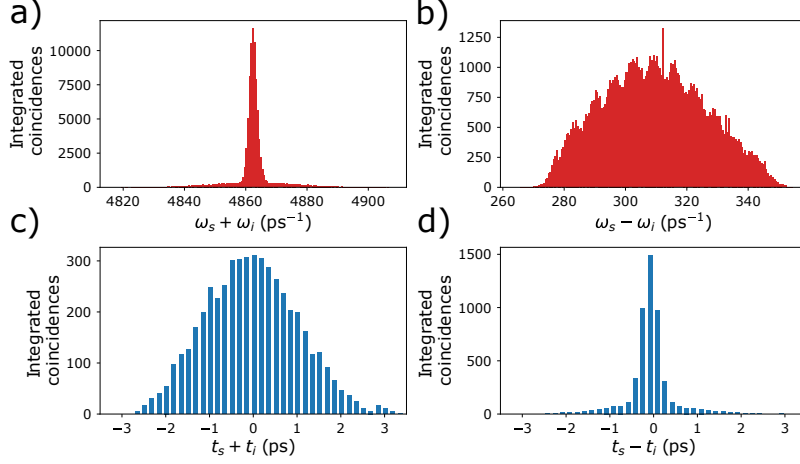 a)
Integrated
coincidences
10000
7500
5000
2500
0
4820 4840 4860 4880 4900
ωs + ωi (ps⁻¹)
b)
Integrated
coincidences
1250
1000
750
500
250
0
260 280 300 320 340
ωs − ωi (ps⁻¹)
c)
Integrated
coincidences
300
200
100
0
−3 −2 −1 0 1 2 3
ts + ti (ps)
d)
Integrated
coincidences
1500
1000
500
0
−3 −2 −1 0 1 2 3
ts − ti (ps)